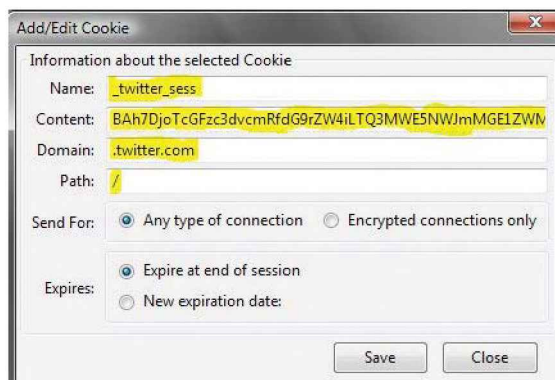 Add/Edit Cookie
Information about the selected Cookie
Name: _twitter_sess
Content: BAh7DjoTcGFzc3dvcmRfdG9rZW4iLTQ3MWE5NWJmMGE1ZWM
Domain: .twitter.com
Path: /
Send For: Any type of connection Encrypted connections only
Expires: Expire at end of session
New expiration date:
Save Close